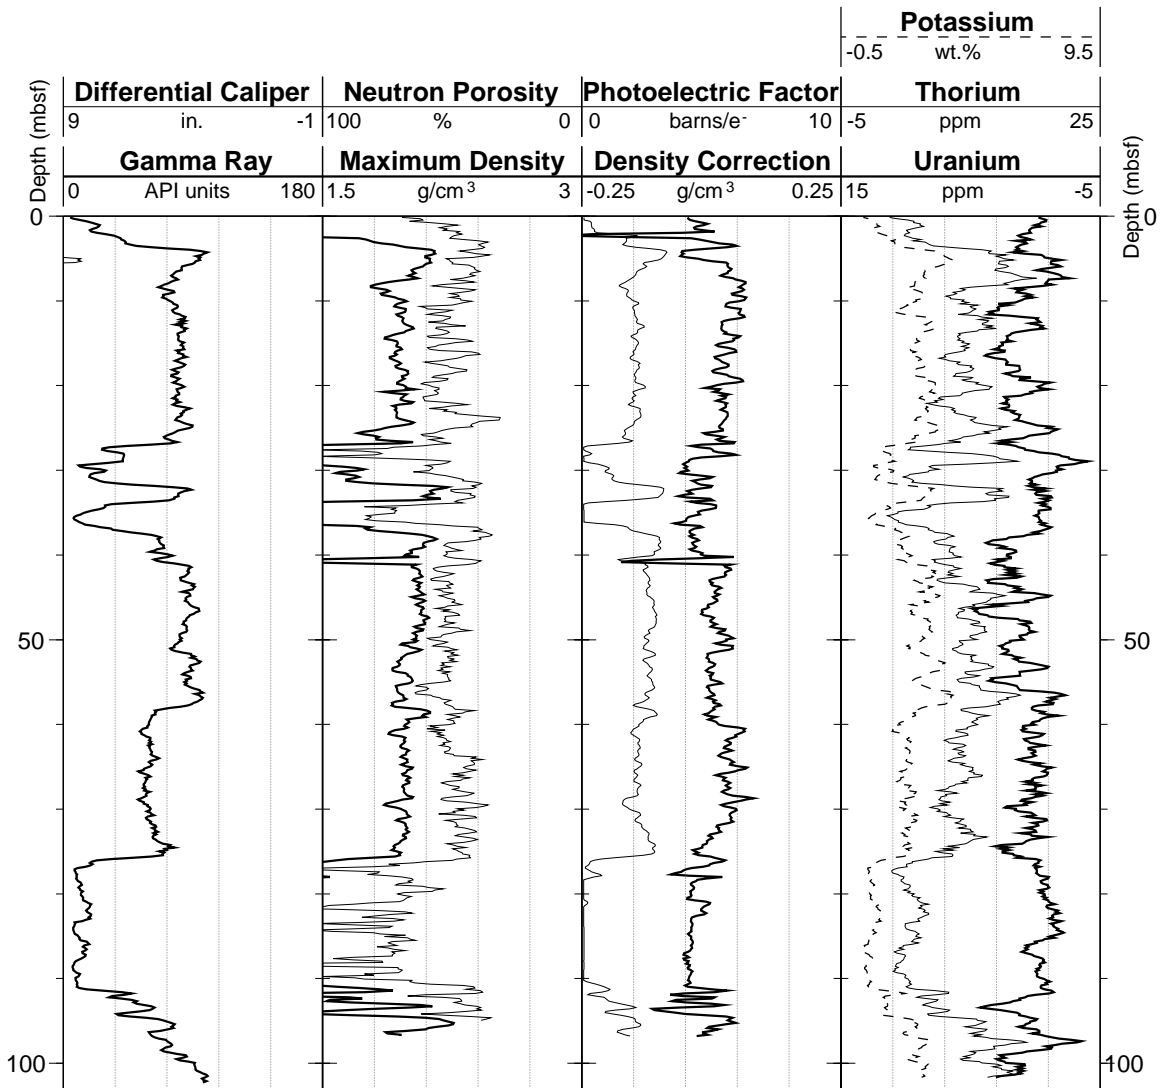 Potassium
-0.5 wt.% 9.5
Differential Caliper Neutron Porosity Photoelectric Factor Thorium
9 in. -1 100 % 0 0 barns/e- 10 -5 ppm 25
Gamma Ray Maximum Density Density Correction Uranium
0 API units 180 1.5 g/cm3 3 -0.25 g/cm3 0.25 15 ppm -5
Depth (mbsf)
Depth (mbsf)
0 0
50 50
100 100